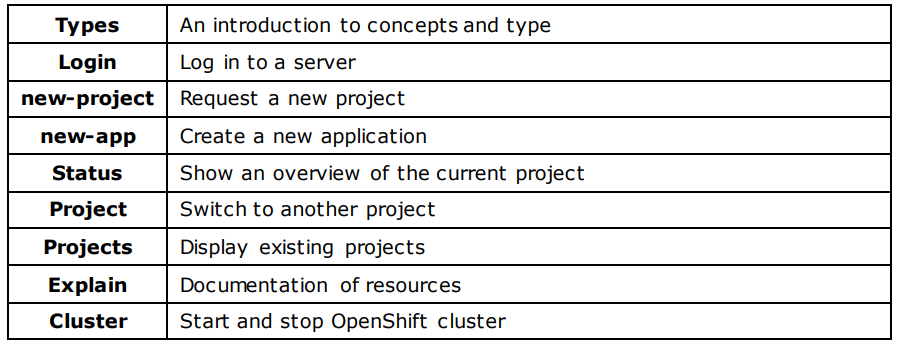 Types An introduction to concepts and type
Login Log in to a server
new-project Request a new project
new-app Create a new application
Status Show an overview of the current project
Project Switch to another project
Projects Display existing projects
Explain Documentation of resources
Cluster Start and stop OpenShift cluster